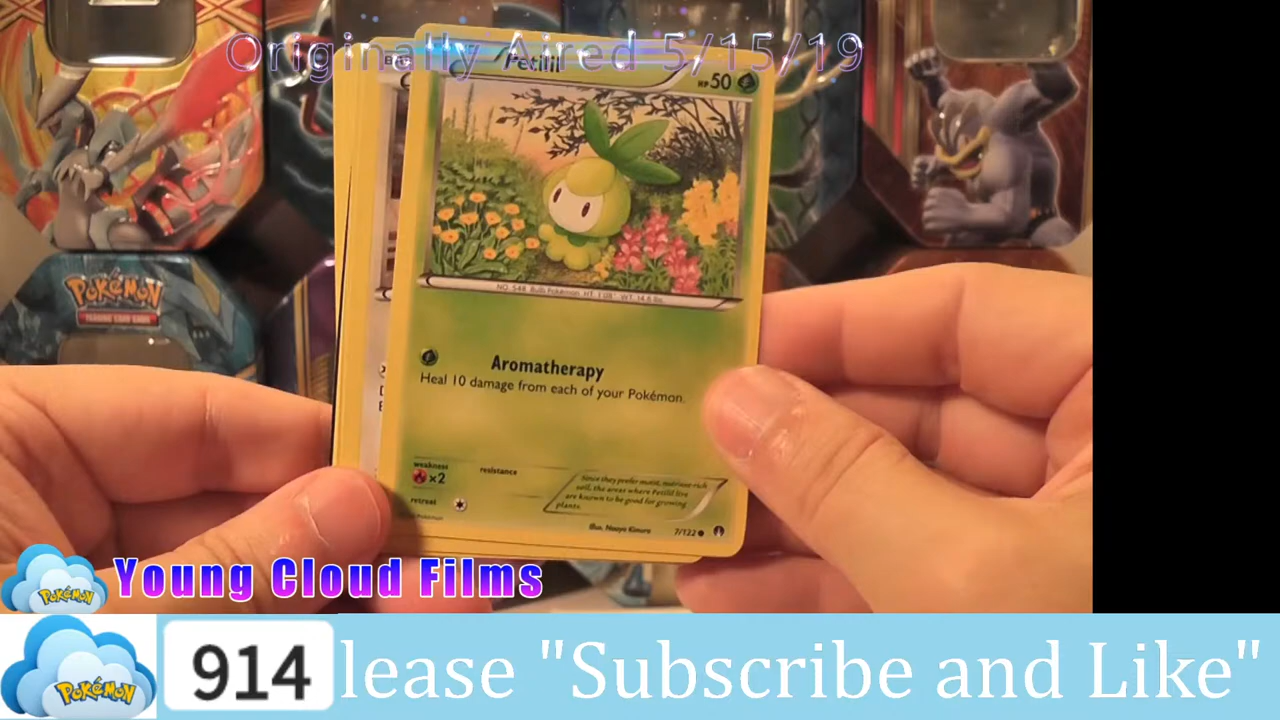 Originally Aired 5/15/19
Petilil
HP 50
POKÉMON
TRADING CARD GAME
NO. 548 Bulb Pokémon HT. 1'08" WT. 14.6 lbs.
Aromatherapy
Heal 10 damage from each of your Pokémon.
weakness
×2
resistance
retreat
Since they prefer moist, nutrient-rich
soil, the areas where Petilil live
are known to be good for growing
plants.
Illus. Naoyo Kimura
7/122
POKÉMON
Young Cloud Films
POKÉMON
914
lease "Subscribe and Like"